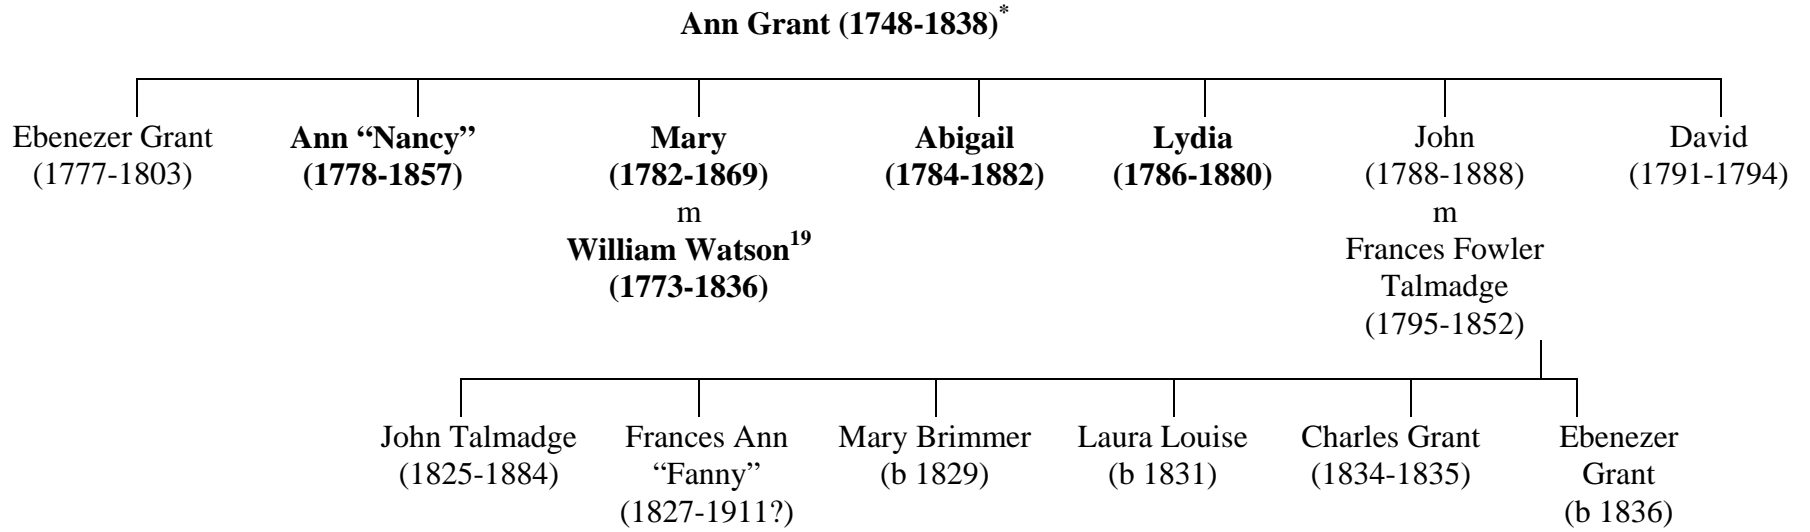 Ann Grant (1748-1838)*
Ebenezer Grant
(1777-1803)
Ann “Nancy”
(1778-1857)
Mary
(1782-1869)
m
William Watson19
(1773-1836)
Abigail
(1784-1882)
Lydia
(1786-1880)
John
(1788-1888)
m
Frances Fowler
Talmadge
(1795-1852)
David
(1791-1794)
John Talmadge
(1825-1884)
Frances Ann
“Fanny”
(1827-1911?)
Mary Brimmer
(b 1829)
Laura Louise
(b 1831)
Charles Grant
(1834-1835)
Ebenezer
Grant
(b 1836)